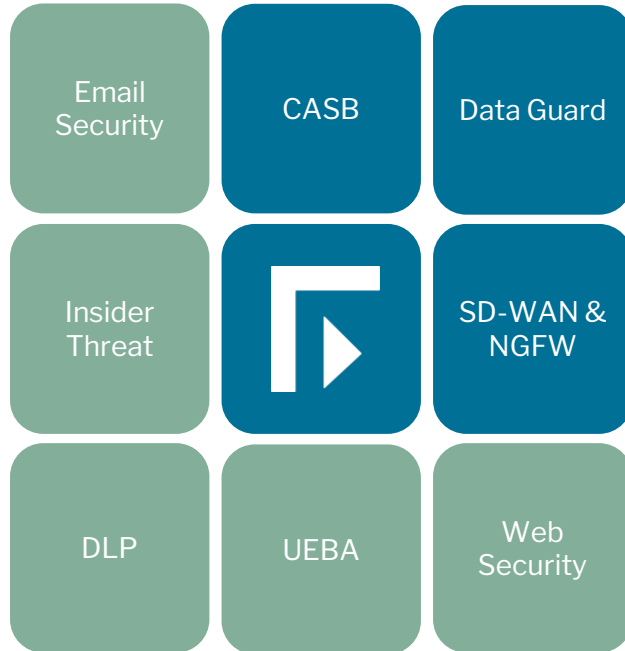 Email
Security
CASB
Data Guard
Insider
Threat
SD-WAN &
NGFW
DLP
UEBA
Web
Security